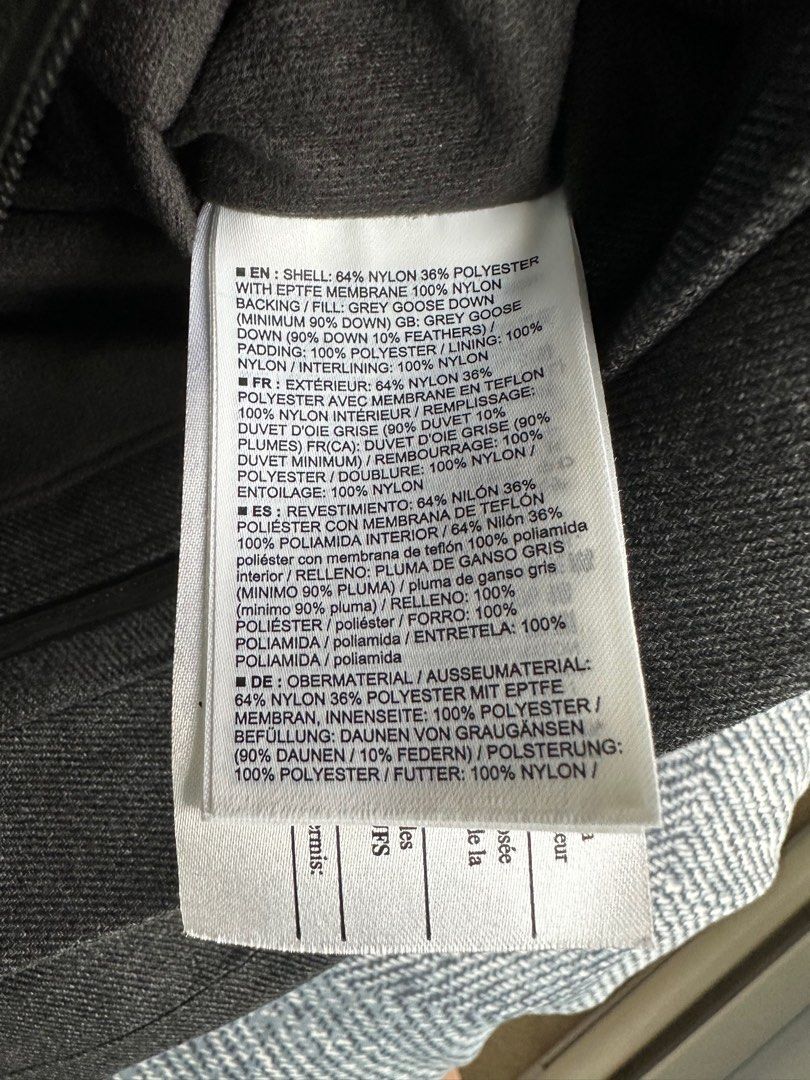 ■ EN : SHELL: 64% NYLON 36% POLYESTER
WITH EPTFE MEMBRANE 100% NYLON
BACKING / FILL: GREY GOOSE DOWN
(MINIMUM 90% DOWN) GB: GREY GOOSE
DOWN (90% DOWN 10% FEATHERS) /
PADDING: 100% POLYESTER / LINING: 100%
NYLON / INTERLINING: 100% NYLON
■ FR : EXTÉRIEUR: 64% NYLON 36%
POLYESTER AVEC MEMBRANE EN TEFLON
100% NYLON INTÉRIEUR / REMPLISSAGE:
DUVET D'OIE GRISE (90% DUVET 10%
PLUMES) FR(CA): DUVET D'OIE GRISE (90%
DUVET MINIMUM) / REMBOURRAGE: 100%
POLYESTER / DOUBLURE: 100% NYLON /
ENTOILAGE: 100% NYLON
■ ES : REVESTIMIENTO: 64% NILÓN 36%
POLIÉSTER CON MEMBRANA DE TEFLÓN
100% POLIAMIDA INTERIOR / 64% Nilón 36%
poliéster con membrana de teflón 100% poliamida
interior / RELLENO: PLUMA DE GANSO GRIS
(MINIMO 90% PLUMA) / pluma de ganso gris
(minimo 90% pluma) / RELLENO: 100%
POLIÉSTER / poliéster / FORRO: 100%
POLIAMIDA / poliamida / ENTRETELA: 100%
POLIAMIDA / poliamida
■ DE : OBERMATERIAL / AUSSEUMATERIAL:
64% NYLON 36% POLYESTER MIT EPTFE
MEMBRAN, INNENSEITE: 100% POLYESTER /
BEFÜLLUNG: DAUNEN VON GRAUGÄNSEN
(90% DAUNEN / 10% FEDERN) / POLSTERUNG:
100% POLYESTER / FUTTER: 100% NYLON /
eur
osée
de la
les
UFS
ermis: